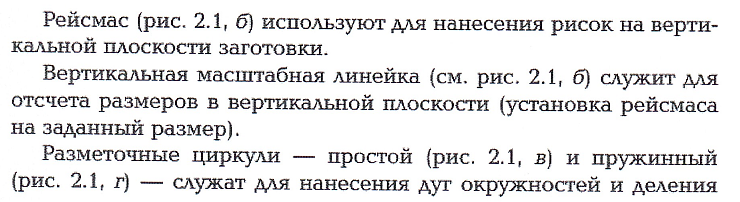 Рейсмас (рис. 2.1, б) используют для нанесения рисок на верти-
кальной плоскости заготовки.
Вертикальная масштабная линейка (см. рис. 2.1, б) служит для
отсчета размеров в вертикальной плоскости (установка рейсмаса
на заданный размер).
Разметочные циркули — простой (рис. 2.1, в) и пружинный
(рис. 2.1, г) — служат для нанесения дуг окружностей и деления